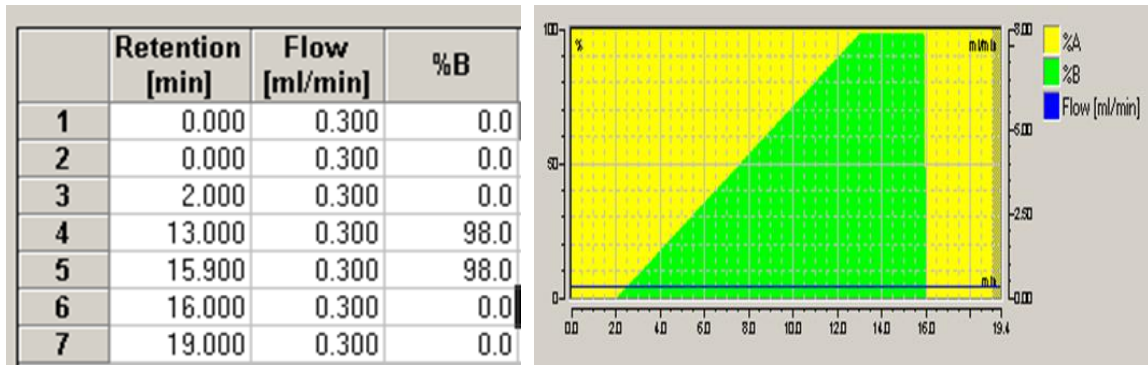 Retention Flow %B
[min] [ml/min]
1 0.000 0.300 0.0
2 0.000 0.300 0.0
3 2.000 0.300 0.0
4 13.000 0.300 98.0
5 15.900 0.300 98.0
6 16.000 0.300 0.0
7 19.000 0.300 0.0
100 % ml/min 8.00
6.00
50
2.50
0 min 0.00
0.0 2.0 4.0 6.0 8.0 10.0 12.0 14.0 16.0 19.4
%A
%B
Flow [ml/min]